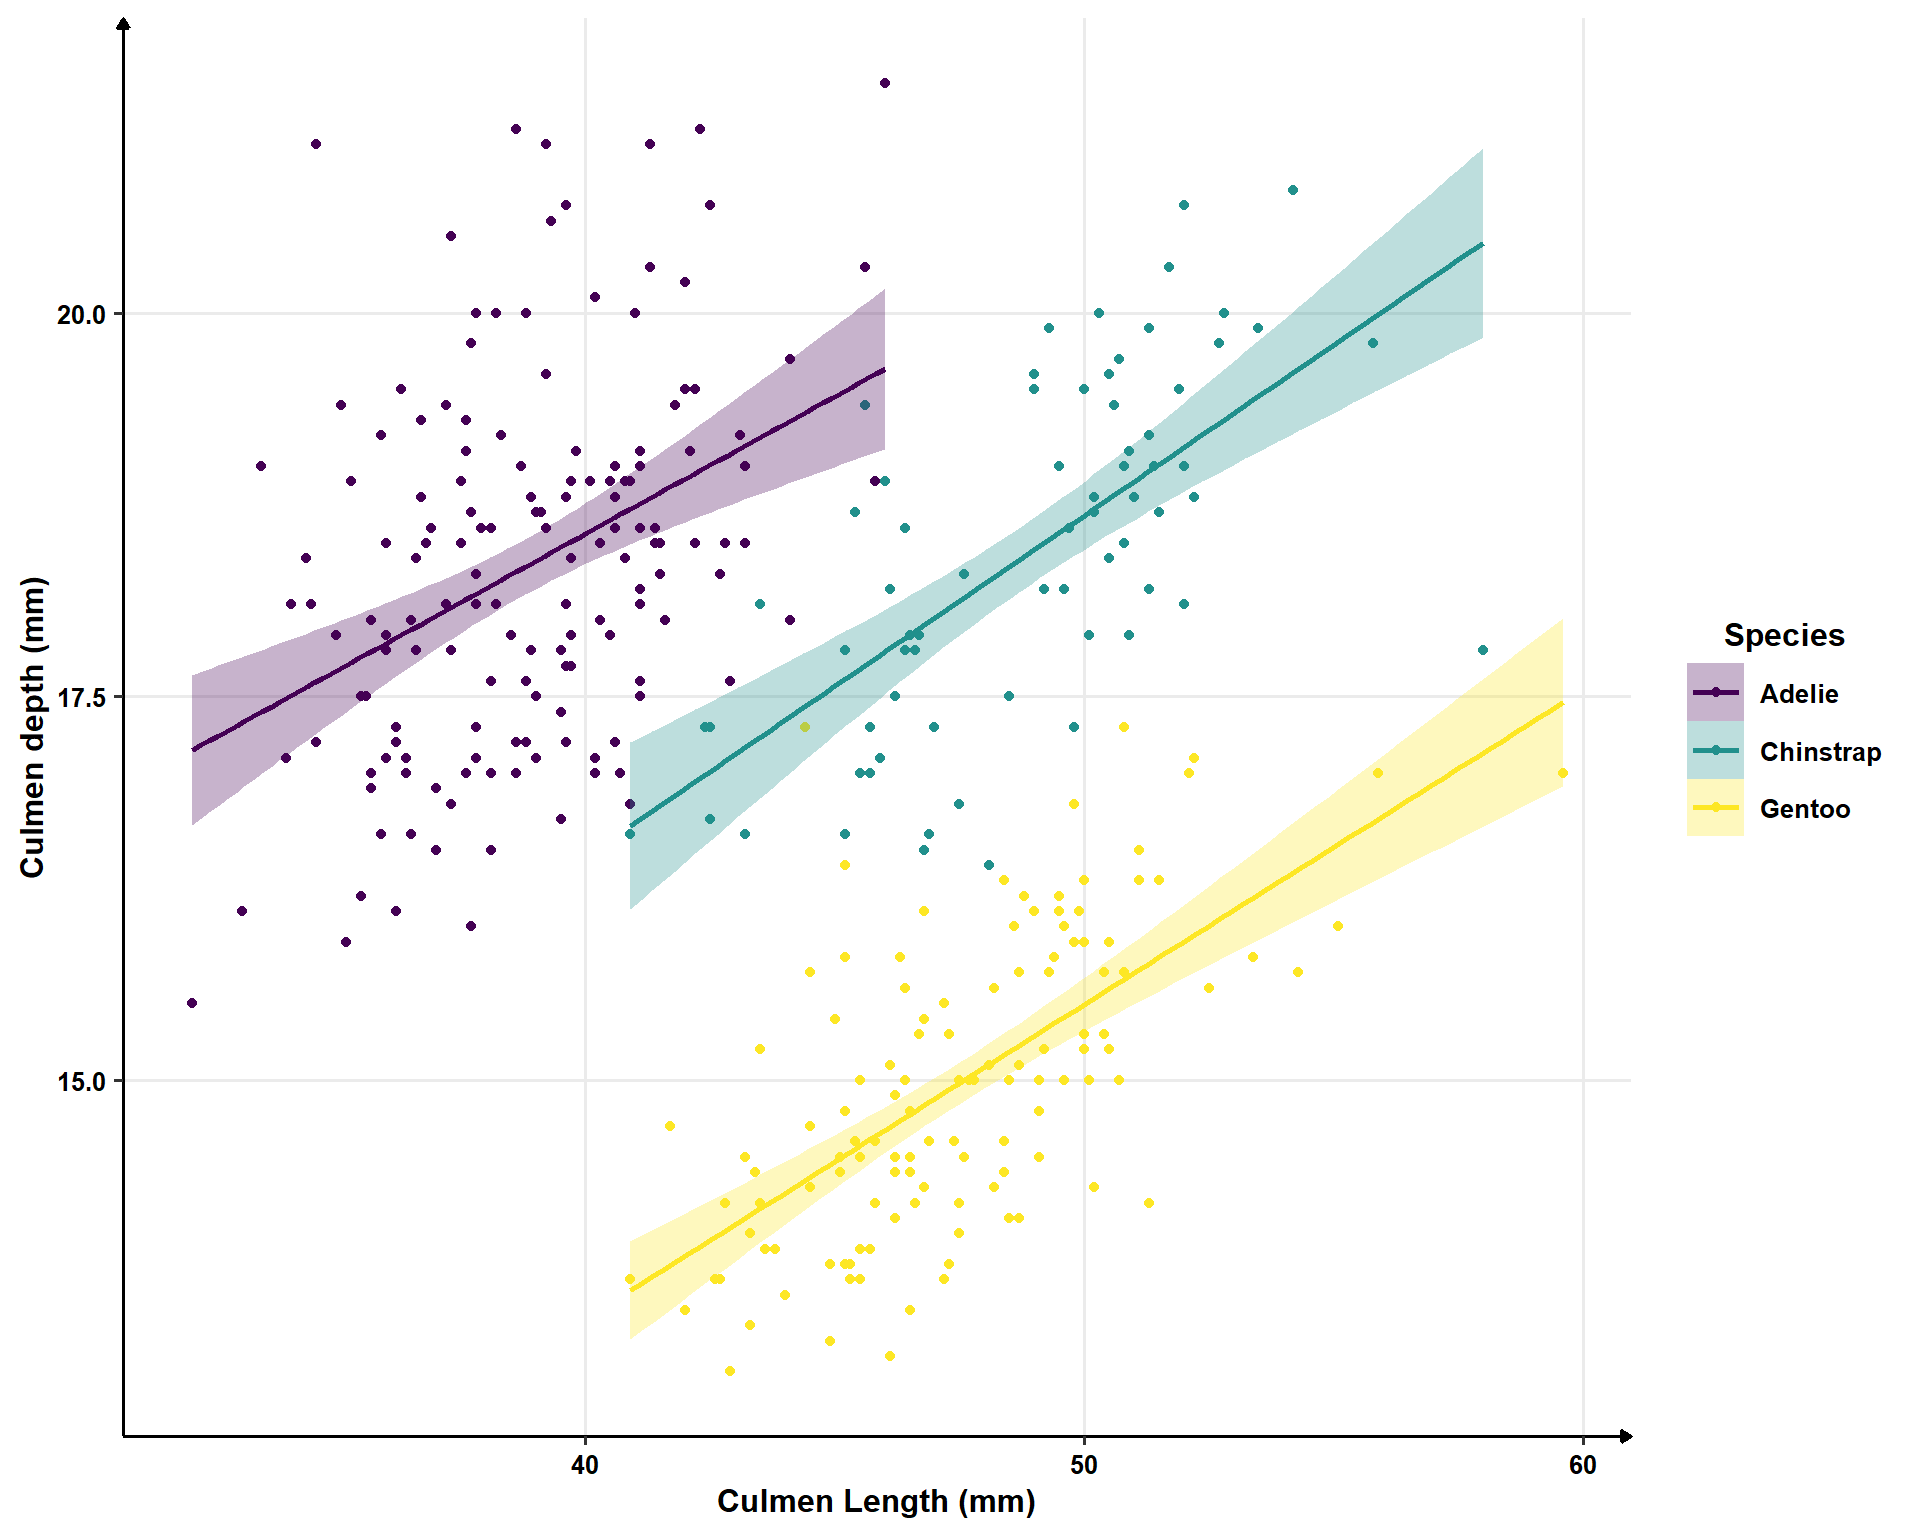 Culmen depth (mm)
20.0
17.5
15.0
40 50 60
Culmen Length (mm)
Species
Adelie
Chinstrap
Gentoo